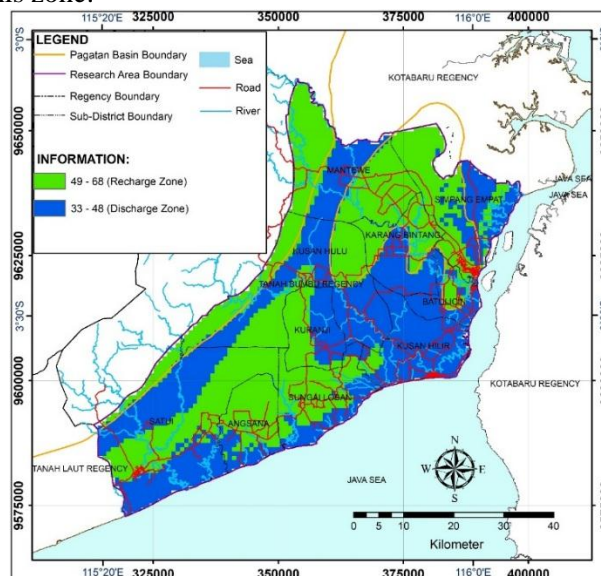 is zone.
115°20'E 325000 350000 375000 116°0'E 400000
LEGEND
Pagatan Basin Boundary
Research Area Boundary
Regency Boundary
Sub-District Boundary
Sea
Road
River
INFORMATION:
49 - 68 (Recharge Zone)
33 - 48 (Discharge Zone)
3°0'S
9650000
9625000
3°30'S
9600000
9575000
KOTABARU REGENCY
JAVA SEA
JAVA SEA
MANTEWE
SIMPANG EMPAT
KARANG BINTANG
KUSAN HULU
TANAH BUMBU REGENCY
BATULICIN
KURANJI
KUSAN HILIR
KOTABARU REGENCY
SUNGAI LOBAN
SATUI
ANGSANA
TANAH LAUT REGENCY
JAVA SEA
N
W E
S
0 5 10 20 30 40
Kilometer
115°20'E 325000 350000 375000 116°0'E 400000